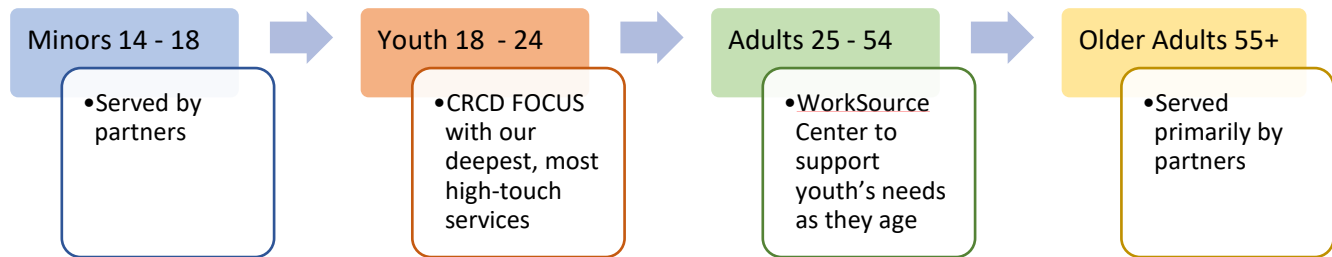 Minors 14 - 18
•Served by
partners
Youth 18  - 24
•CRCD FOCUS
with our
deepest, most
high-touch
services
Adults 25 - 54
•WorkSource
Center to
support
youth’s needs
as they age
Older Adults 55+
•Served
primarily by
partners